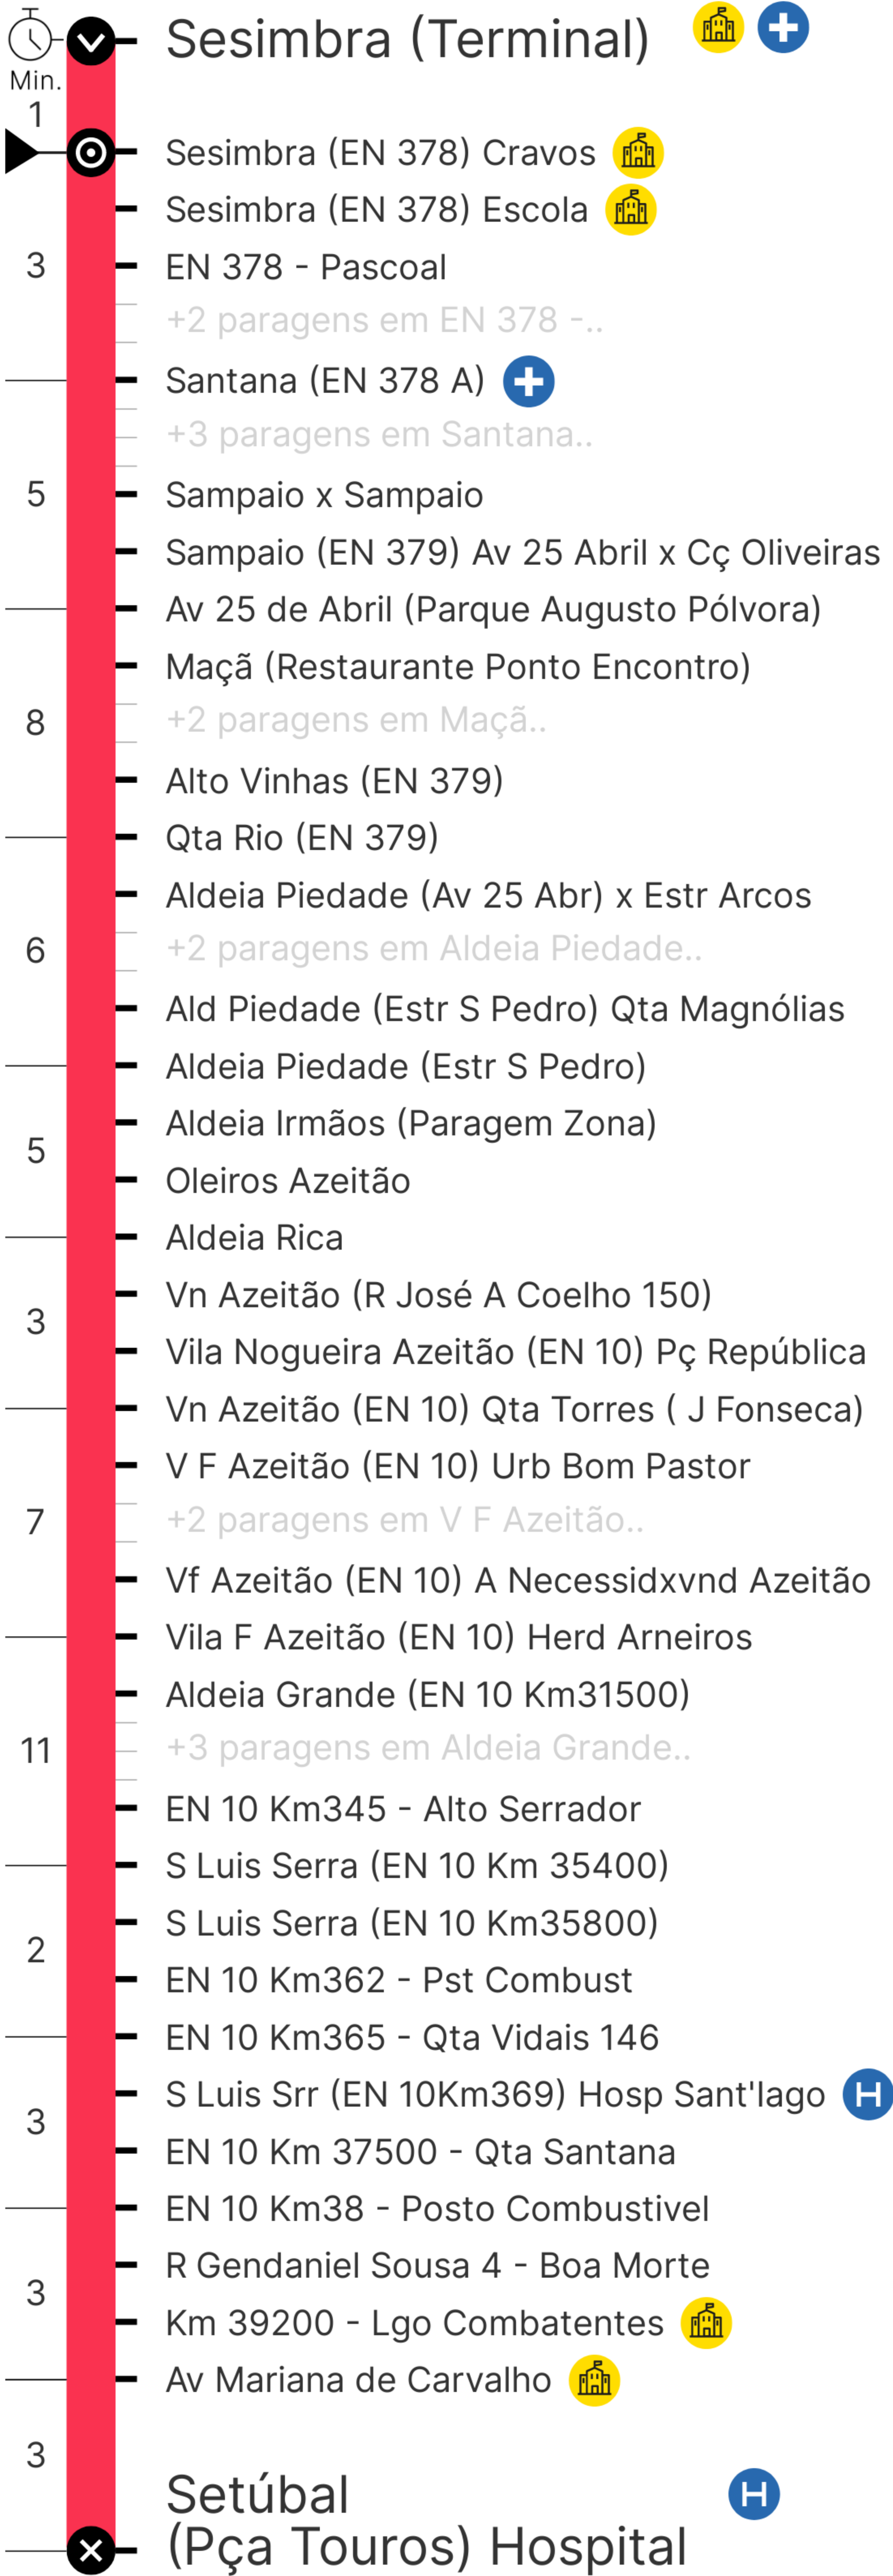 Sesimbra (Terminal)
Min.
1
Sesimbra (EN 378) Cravos
Sesimbra (EN 378) Escola
3
EN 378 - Pascoal
+2 paragens em EN 378 -..
Santana (EN 378 A)
+3 paragens em Santana..
5
Sampaio x Sampaio
Sampaio (EN 379) Av 25 Abril x Cç Oliveiras
Av 25 de Abril (Parque Augusto Pólvora)
Maçã (Restaurante Ponto Encontro)
8
+2 paragens em Maçã..
Alto Vinhas (EN 379)
Qta Rio (EN 379)
Aldeia Piedade (Av 25 Abr) x Estr Arcos
6
+2 paragens em Aldeia Piedade..
Ald Piedade (Estr S Pedro) Qta Magnólias
Aldeia Piedade (Estr S Pedro)
Aldeia Irmãos (Paragem Zona)
5
Oleiros Azeitão
Aldeia Rica
Vn Azeitão (R José A Coelho 150)
3
Vila Nogueira Azeitão (EN 10) Pç República
Vn Azeitão (EN 10) Qta Torres ( J Fonseca)
V F Azeitão (EN 10) Urb Bom Pastor
7
+2 paragens em V F Azeitão..
Vf Azeitão (EN 10) A Necessidxvnd Azeitão
Vila F Azeitão (EN 10) Herd Arneiros
Aldeia Grande (EN 10 Km31500)
11
+3 paragens em Aldeia Grande..
EN 10 Km345 - Alto Serrador
S Luis Serra (EN 10 Km 35400)
S Luis Serra (EN 10 Km35800)
2
EN 10 Km362 - Pst Combust
EN 10 Km365 - Qta Vidais 146
S Luis Srr (EN 10Km369) Hosp Sant'Iago H
3
EN 10 Km 37500 - Qta Santana
EN 10 Km38 - Posto Combustivel
R Gendaniel Sousa 4 - Boa Morte
3
Km 39200 - Lgo Combatentes
Av Mariana de Carvalho
3
Setúbal H
(Pça Touros) Hospital